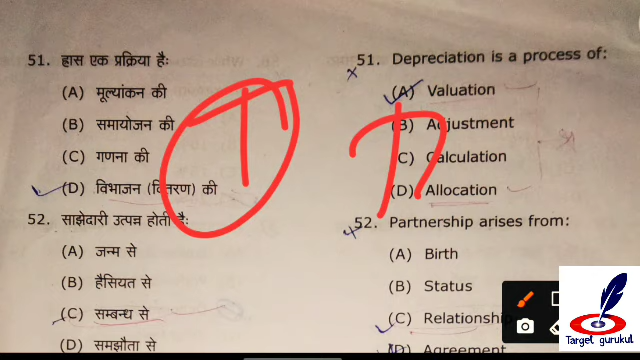 51. ह्रास एक प्रक्रिया हैः
(A) मूल्यांकन की
(B) समायोजन की
(C) गणना की
(D) विभाजन (वितरण) की
52. साझेदारी उत्पन्न होती हैः
(A) जन्म से
(B) हैसियत से
(C) सम्बन्ध से
(D) समझौता से
51. Depreciation is a process of:
(A) Valuation
(B) Adjustment
(C) Calculation
(D) Allocation
52. Partnership arises from:
(A) Birth
(B) Status
(C) Relationship
(D) Agreement
Target gurukul